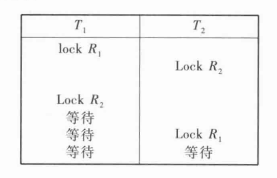 T₁ T₂
lock R₁
Lock R₂
Lock R₂
等待
等待 Lock R₁
等待 等待